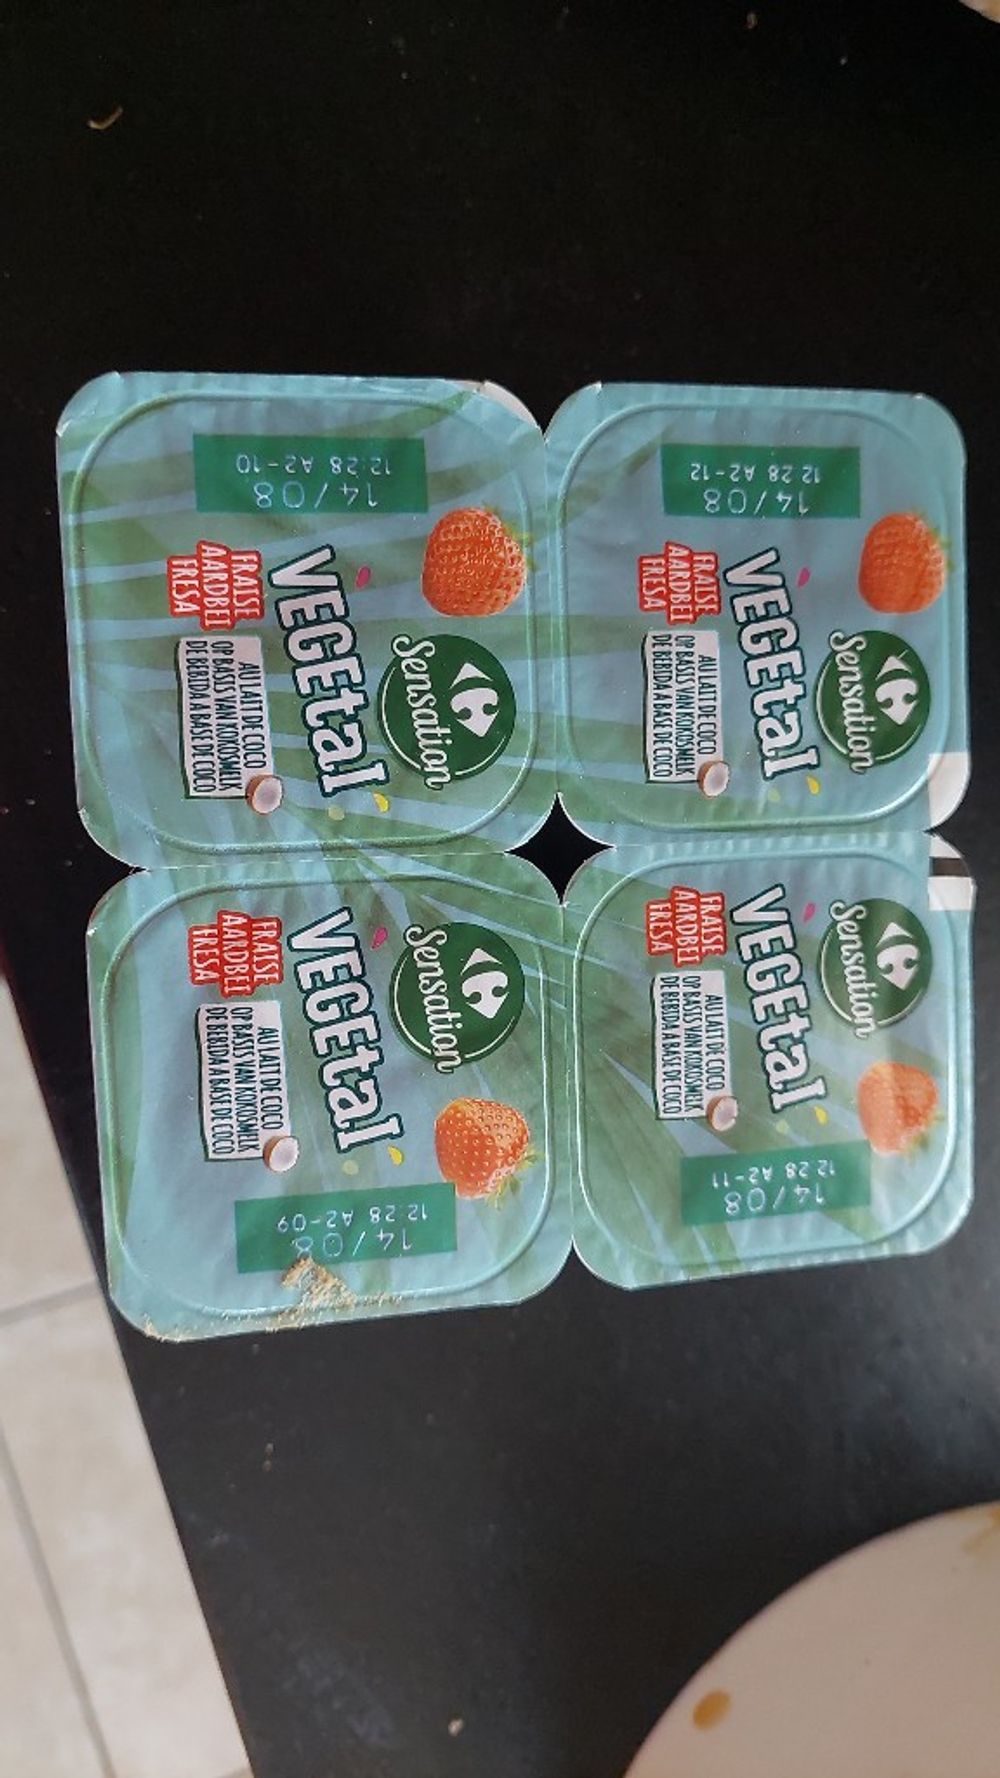 Sensation
VEGEtal
FRAISE
AARDBEI
FRESA
AU LAIT DE COCO
OP BASIS VAN KOKOSMELK
DE BEBIDA A BASE DE COCO
14/08
12:28 A2-10
Sensation
VEGEtal
FRAISE
AARDBEI
FRESA
AU LAIT DE COCO
OP BASIS VAN KOKOSMELK
DE BEBIDA A BASE DE COCO
14/08
12:28 A2-12
Sensation
VEGEtal
FRAISE
AARDBEI
FRESA
AU LAIT DE COCO
OP BASIS VAN KOKOSMELK
DE BEBIDA A BASE DE COCO
14/08
12:28 A2-09
Sensation
VEGEtal
FRAISE
AARDBEI
FRESA
AU LAIT DE COCO
OP BASIS VAN KOKOSMELK
DE BEBIDA A BASE DE COCO
14/08
12:28 A2-11